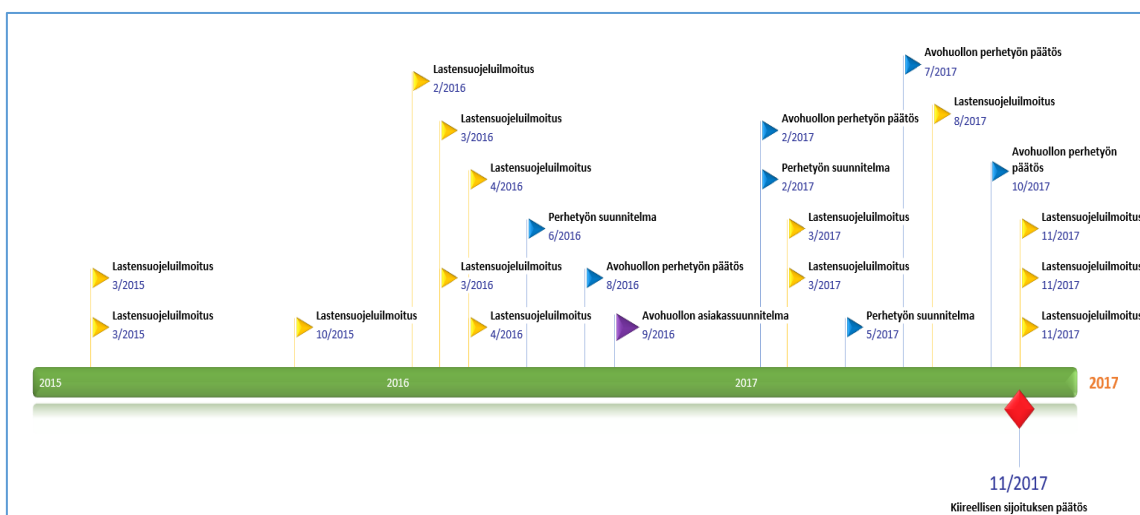 Avohuollon perhetyön päätös
7/2017
Lastensuojeluilmoitus
2/2016
Lastensuojeluilmoitus
8/2017
Lastensuojeluilmoitus
3/2016
Avohuollon perhetyön päätös
2/2017
Avohuollon perhetyön
päätös
10/2017
Lastensuojeluilmoitus
4/2016
Perhetyön suunnitelma
2/2017
Perhetyön suunnitelma
6/2016
Lastensuojeluilmoitus
3/2017
Lastensuojeluilmoitus
11/2017
Lastensuojeluilmoitus
3/2015
Lastensuojeluilmoitus
3/2016
Avohuollon perhetyön päätös
8/2016
Lastensuojeluilmoitus
3/2017
Lastensuojeluilmoitus
11/2017
Lastensuojeluilmoitus
3/2015
Lastensuojeluilmoitus
10/2015
Lastensuojeluilmoitus
4/2016
Avohuollon asiakassuunnitelma
9/2016
Perhetyön suunnitelma
5/2017
Lastensuojeluilmoitus
11/2017
2015
2016
2017
2017
11/2017
Kiireellisen sijoituksen päätös